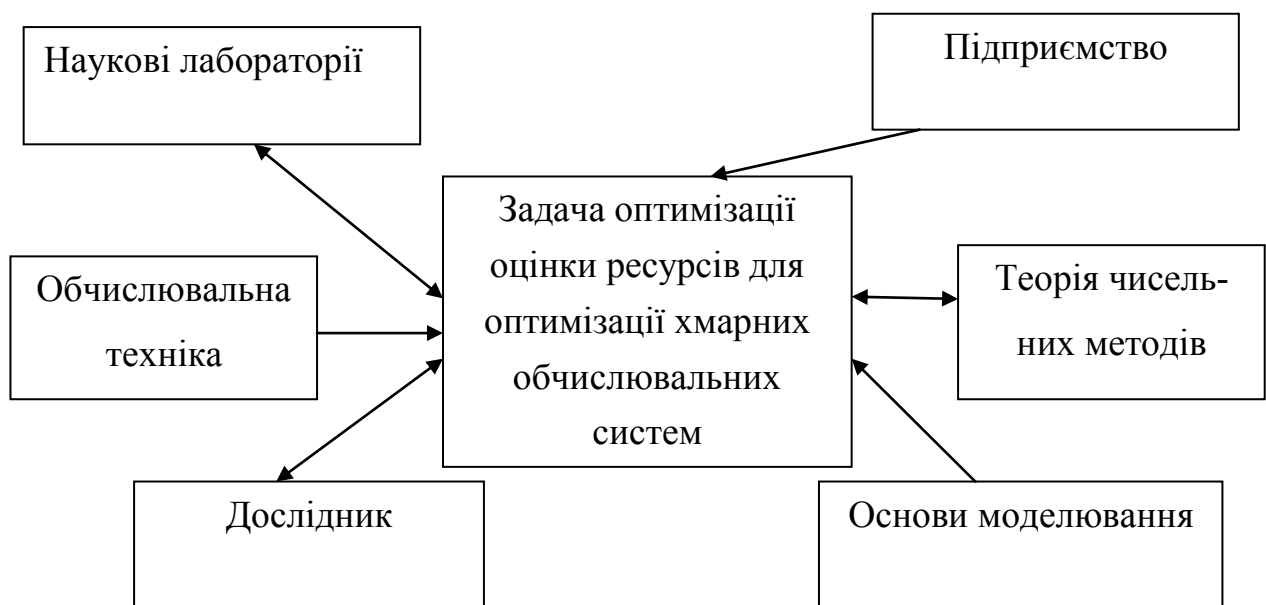 Наукові лабораторії
Підприємство
Задача оптимізації
оцінки ресурсів для
оптимізації хмарних
обчислювальних
систем
Обчислювальна
техніка
Теорія чисель-
них методів
Дослідник
Основи моделювання